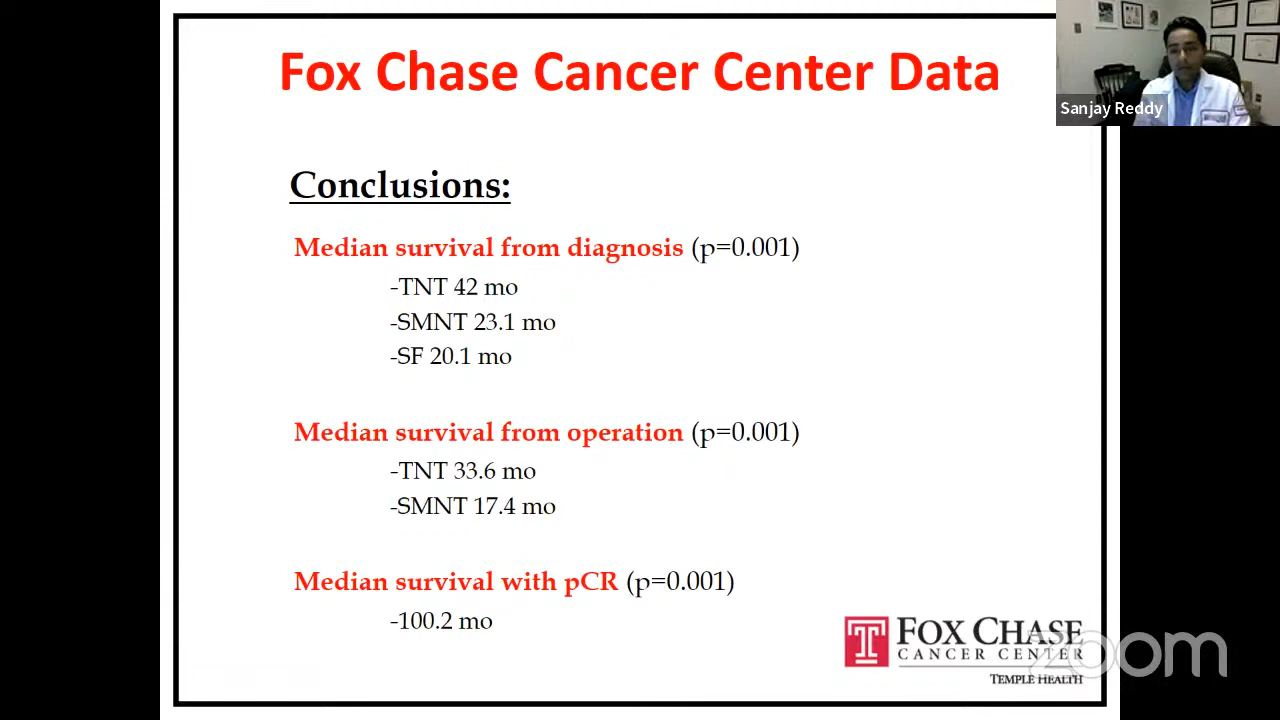 Fox Chase Cancer Center Data
Sanjay Reddy
Conclusions:
Median survival from diagnosis (p=0.001)
-TNT 42 mo
-SMNT 23.1 mo
-SF 20.1 mo
Median survival from operation (p=0.001)
-TNT 33.6 mo
-SMNT 17.4 mo
Median survival with pCR (p=0.001)
-100.2 mo
FOX CHASE
CANCER CENTER
TEMPLE HEALTH
zoom